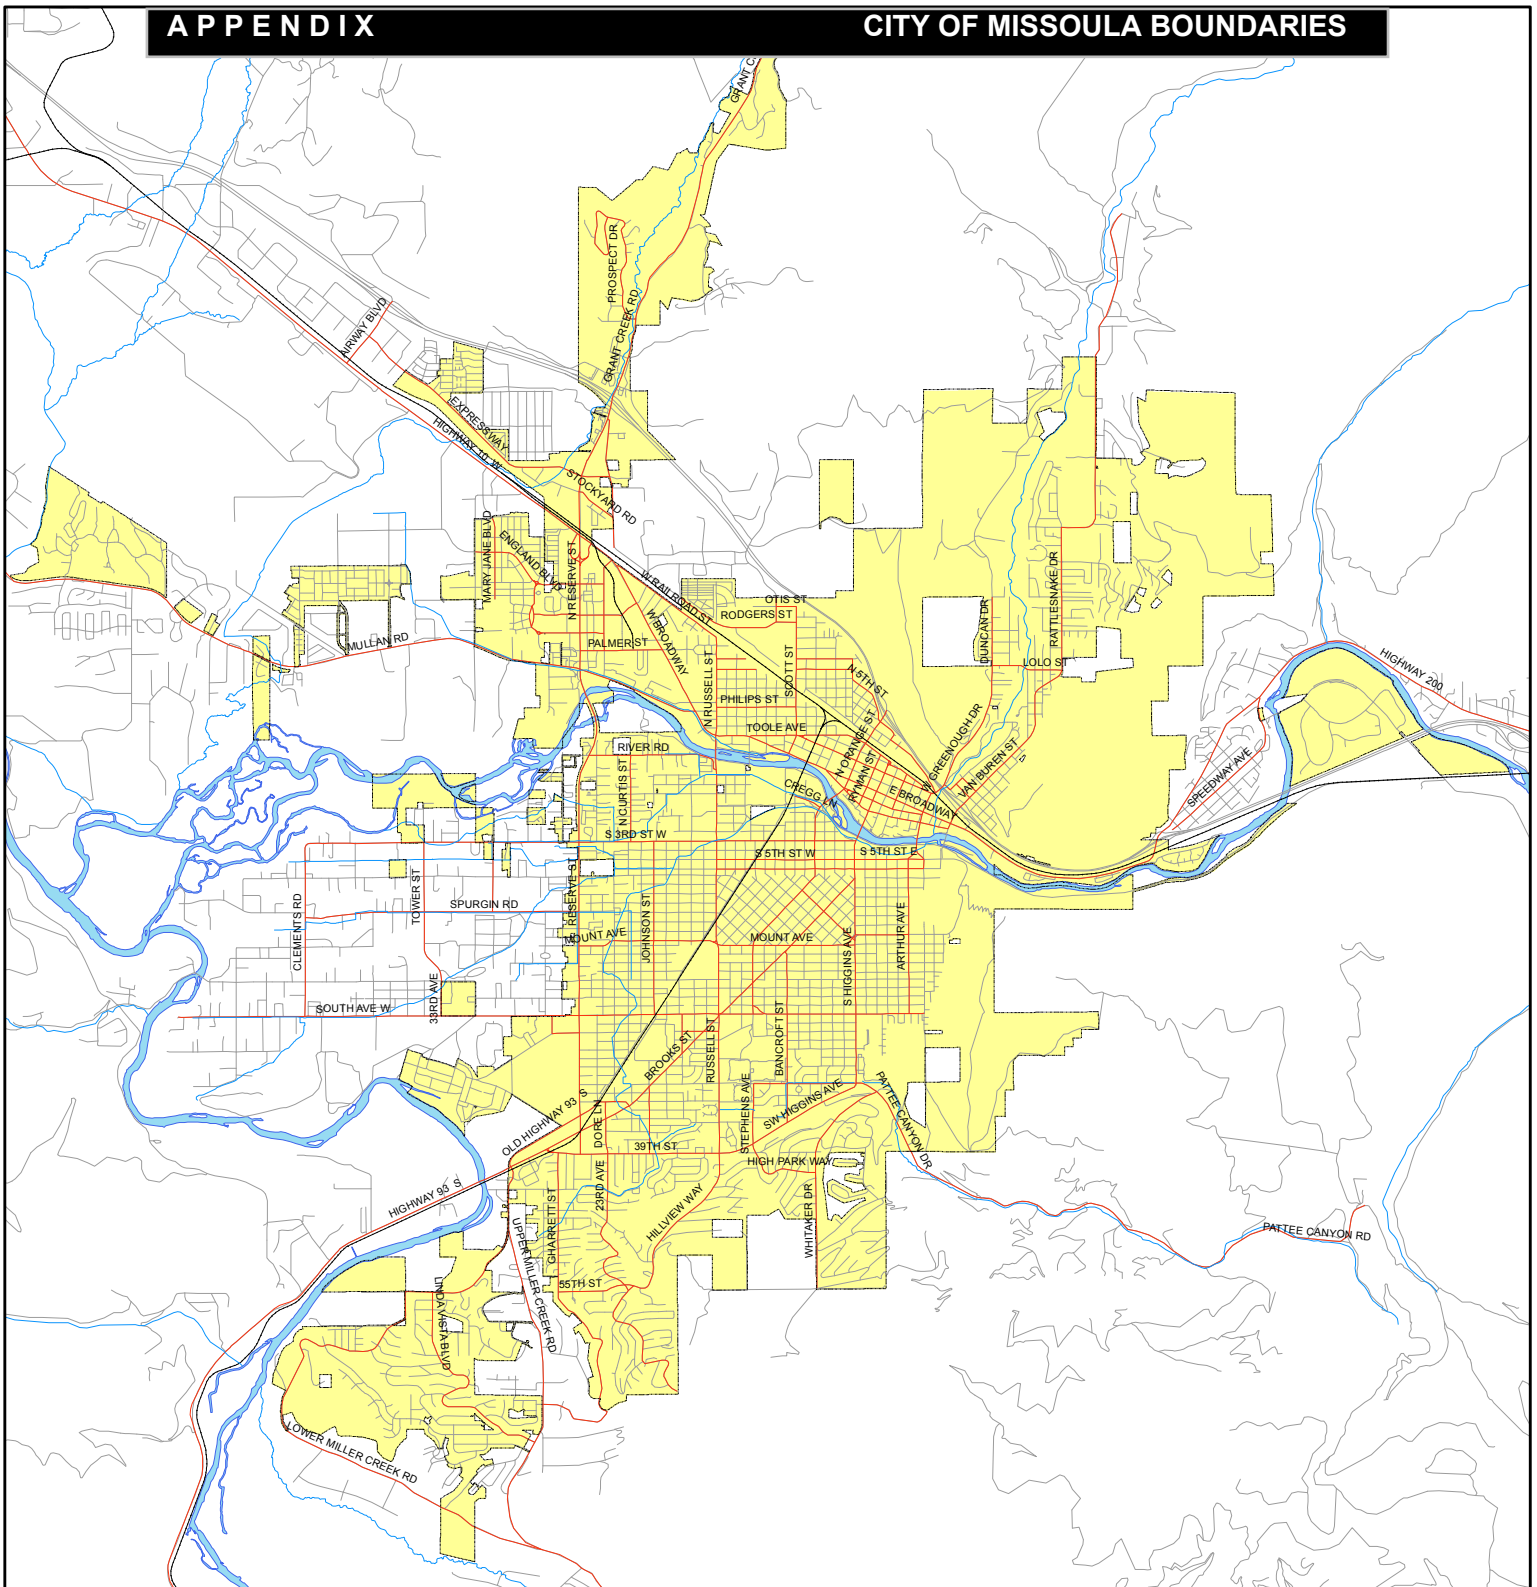 APPENDIX
CITY OF MISSOULA BOUNDARIES
GRANT C
PROSPECT DR
GRANT CREEK RD
AIRWAY BLVD
EXPRESSWAY
HIGHWAY 10 W
STOCKYARD RD
MARY JANE BLVD
ENGLAND BLVD
N RESERVE ST
W RAILROAD ST
OTIS ST
RODGERS ST
W BROADWAY
PALMER ST
MULLAN RD
DUNCAN DR
RATTLESNAKE DR
LOLO ST
HIGHWAY 200
N RUSSELL ST
SCOTT ST
N 5TH ST
PHILIPS ST
TOOLE AVE
N ORANGE ST
RYMAN ST
W GREENOUGH DR
VAN BUREN ST
SPEEDWAY AVE
RIVER RD
N CURTIS ST
CREGG LN
E BROADWAY
S 3RD ST W
S 5TH ST W
S 5TH ST E
CLEMENTS RD
TOWER ST
SPURGIN RD
RESERVE ST
MOUNT AVE
JOHNSON ST
MOUNT AVE
S HIGGINS AVE
ARTHUR AVE
SOUTH AVE W
33RD AVE
BROOKS ST
RUSSELL ST
BANCROFT ST
STEPHENS AVE
SW HIGGINS AVE
PATTEE CANYON DR
OLD HIGHWAY 93 S
DORE LN
39TH ST
HIGH PARK WAY
HIGHWAY 93 S
23RD AVE
GHARRETT ST
HILLVIEW WAY
WHITAKER DR
UPPER MILLER CREEK RD
55TH ST
LINDA VISTA BLVD
PATTEE CANYON RD
LOWER MILLER CREEK RD